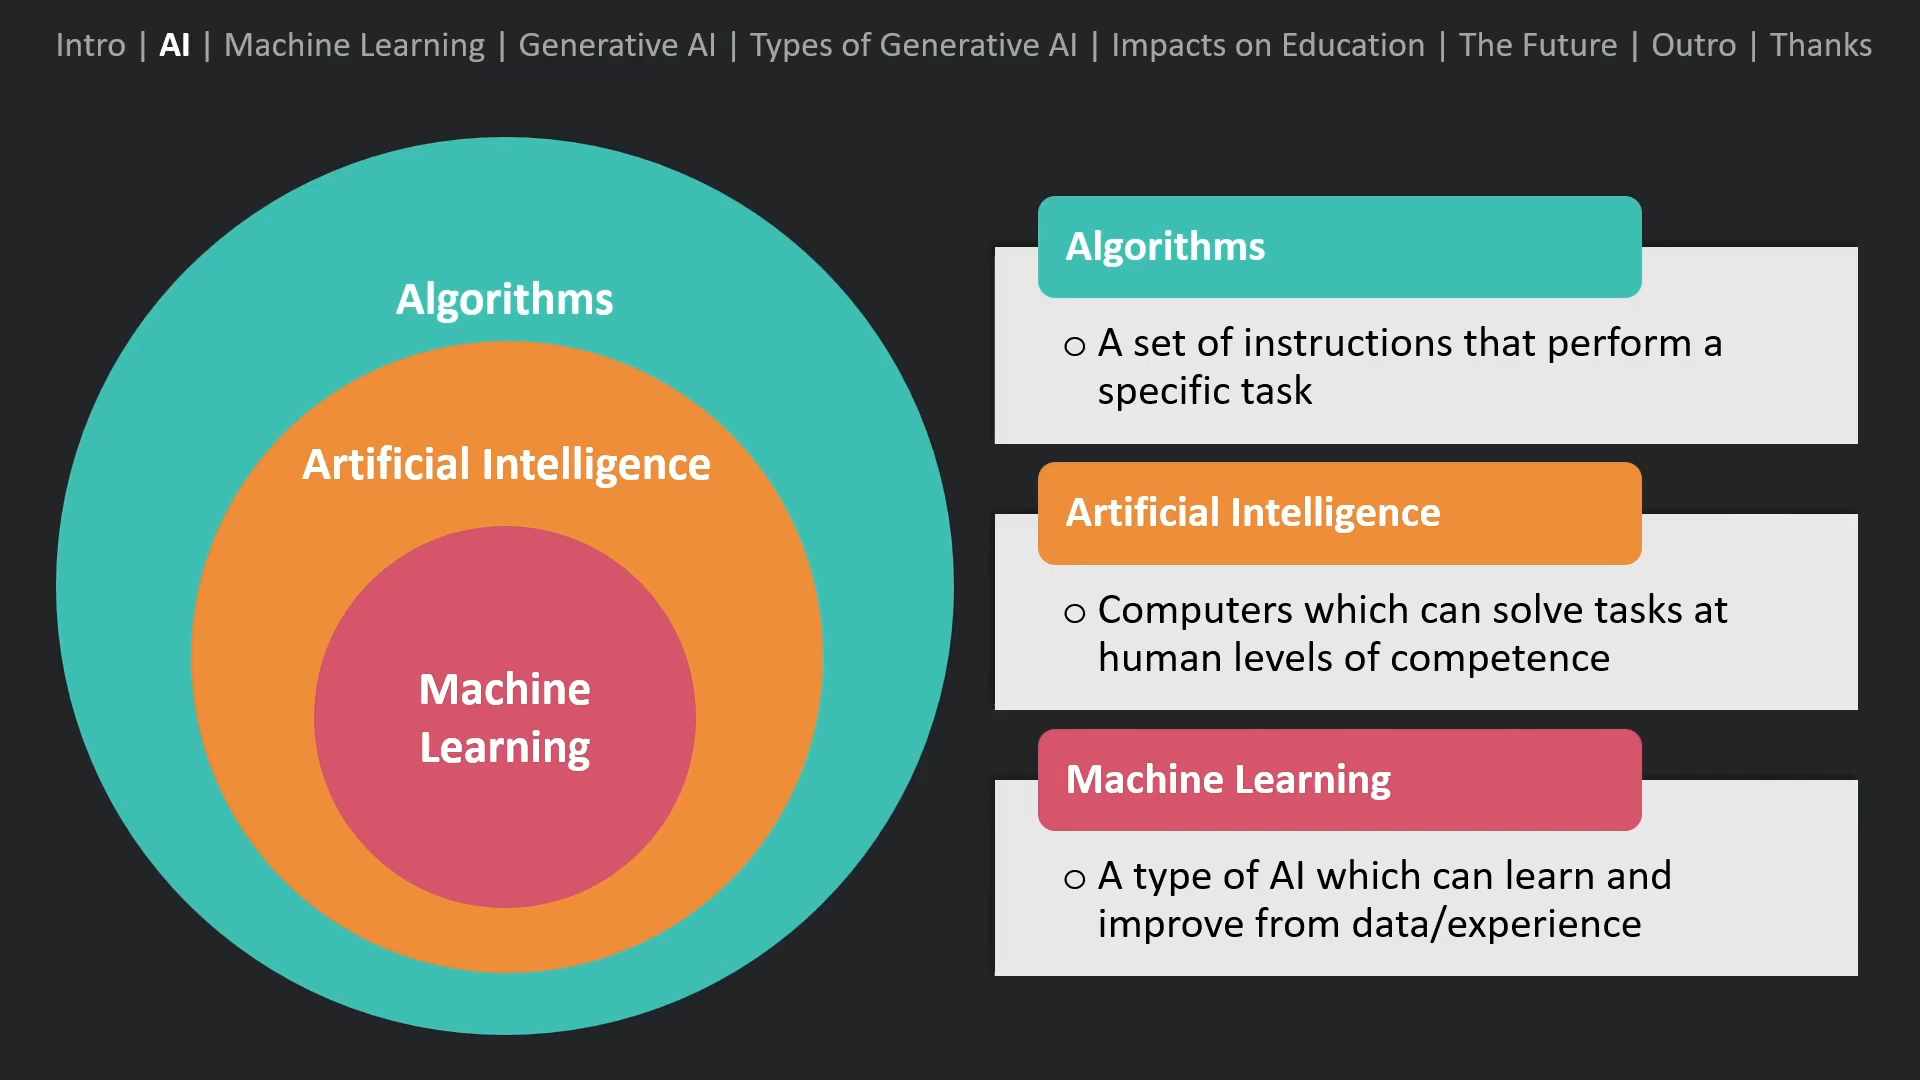 Intro | AI | Machine Learning | Generative AI | Types of Generative AI | Impacts on Education | The Future | Outro | Thanks
Algorithms
Artificial Intelligence
Machine
Learning
Algorithms
○ A set of instructions that perform a
specific task
Artificial Intelligence
○ Computers which can solve tasks at
human levels of competence
Machine Learning
○ A type of AI which can learn and
improve from data/experience